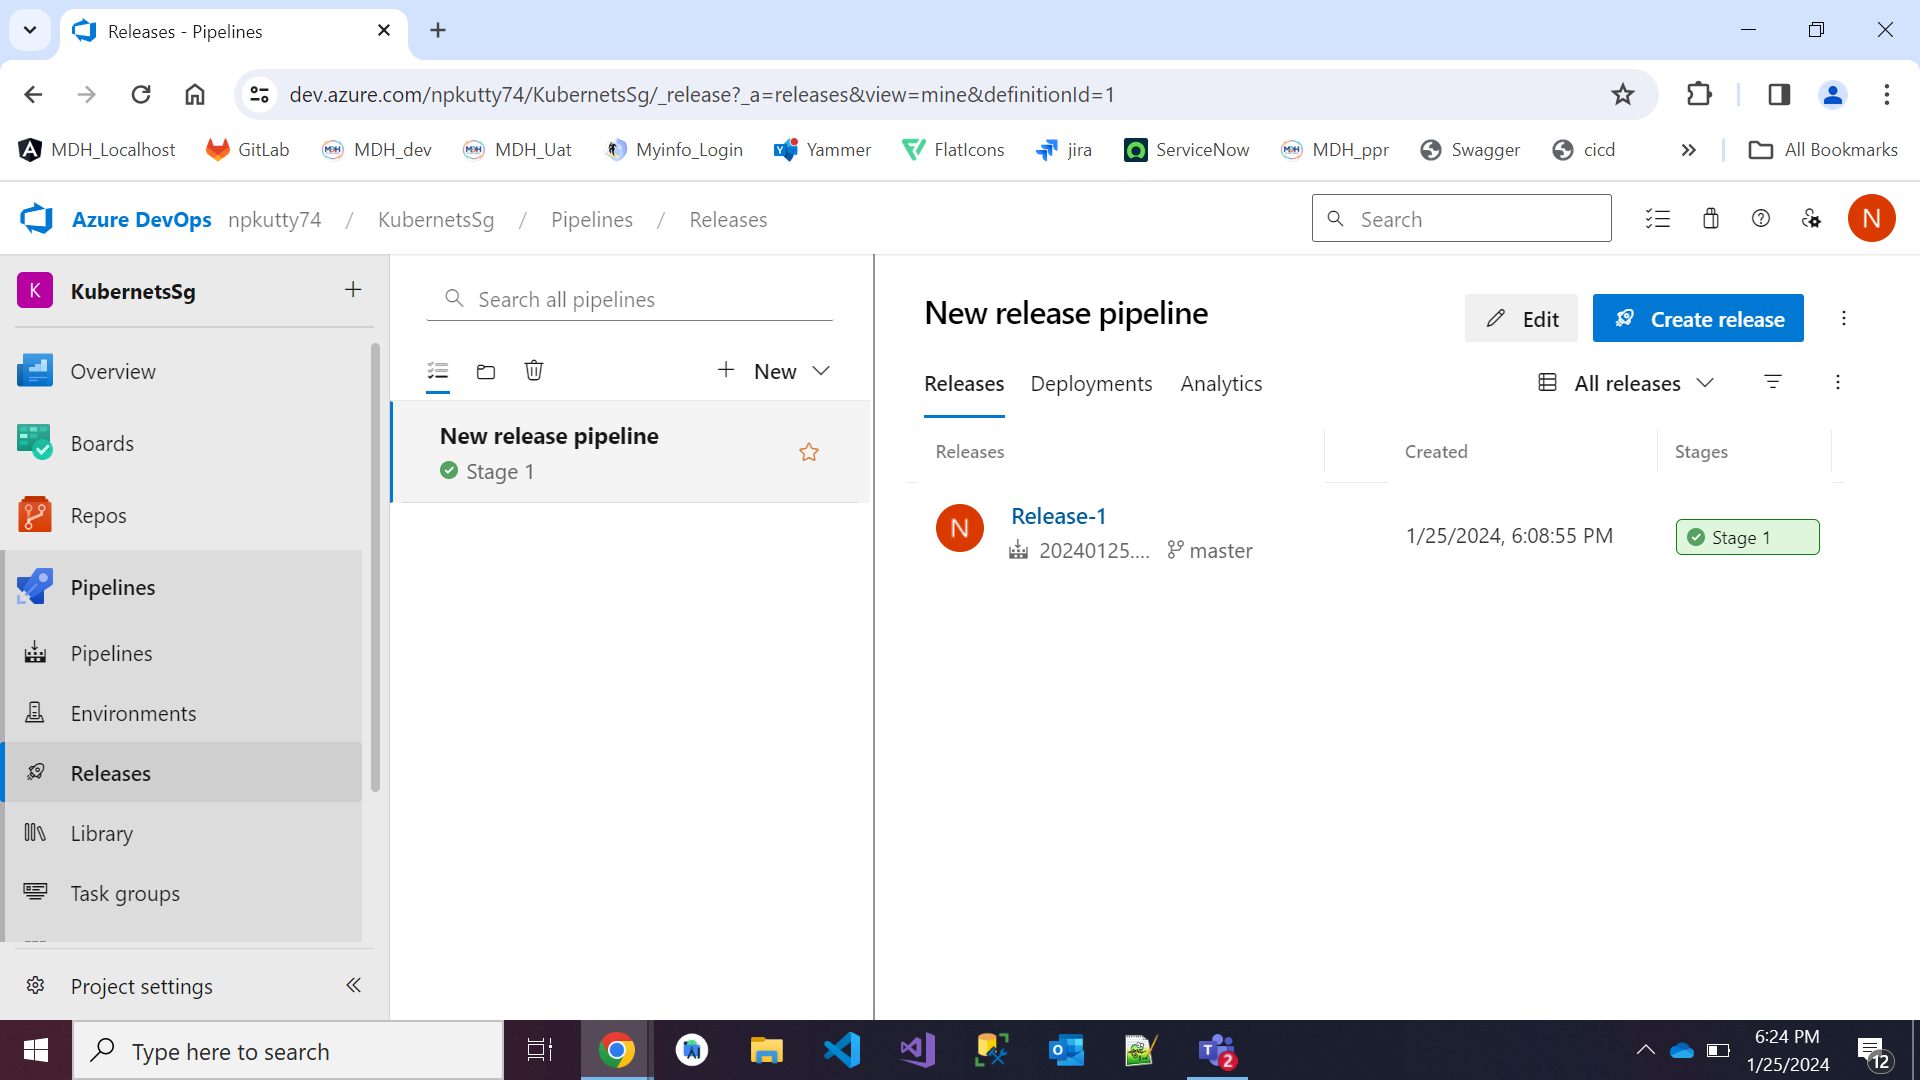 Releases - Pipelines
dev.azure.com/npkutty74/KubernetsSg/_release?_a=releases&view=mine&definitionId=1
MDH_Localhost GitLab MDH_dev MDH_Uat Myinfo_Login Yammer FlatIcons jira ServiceNow MDH_ppr Swagger cicd All Bookmarks
Azure DevOps npkutty74 / KubernetsSg / Pipelines / Releases Search N
K KubernetsSg
Overview
Boards
Repos
Pipelines
Pipelines
Environments
Releases
Library
Task groups
Project settings
Search all pipelines
New
New release pipeline
Stage 1
New release pipeline Edit Create release
Releases Deployments Analytics All releases
Releases Created Stages
N Release-1
20240125.... master 1/25/2024, 6:08:55 PM Stage 1
Type here to search
2
6:24 PM
1/25/2024
12